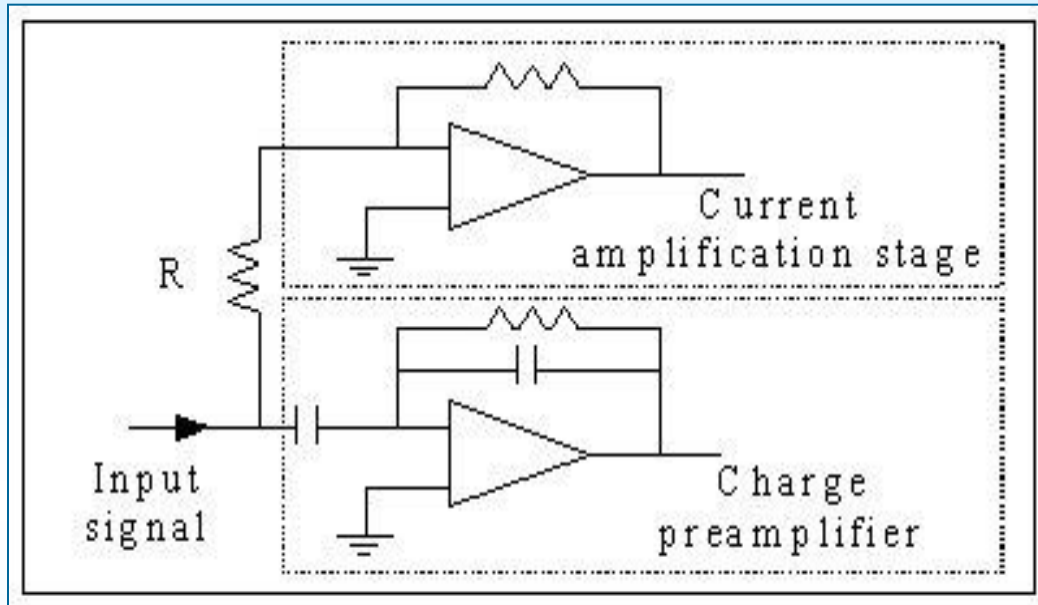 Current
amplification stage
R
Input
signal
Charge
preamplifier